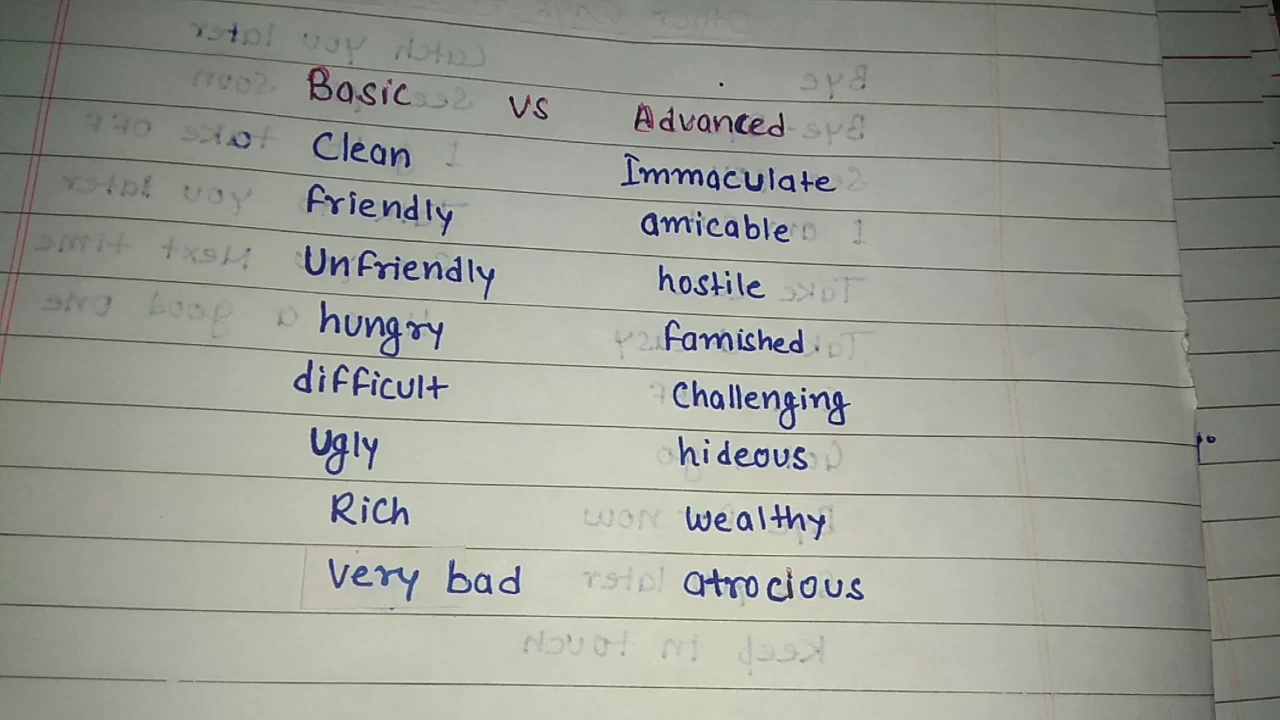 Basic vs Advanced
Clean Immaculate
friendly amicable
Unfriendly hostile
hungry famished.
difficult Challenging
Ugly hideous
Rich wealthy
Very bad atrocious